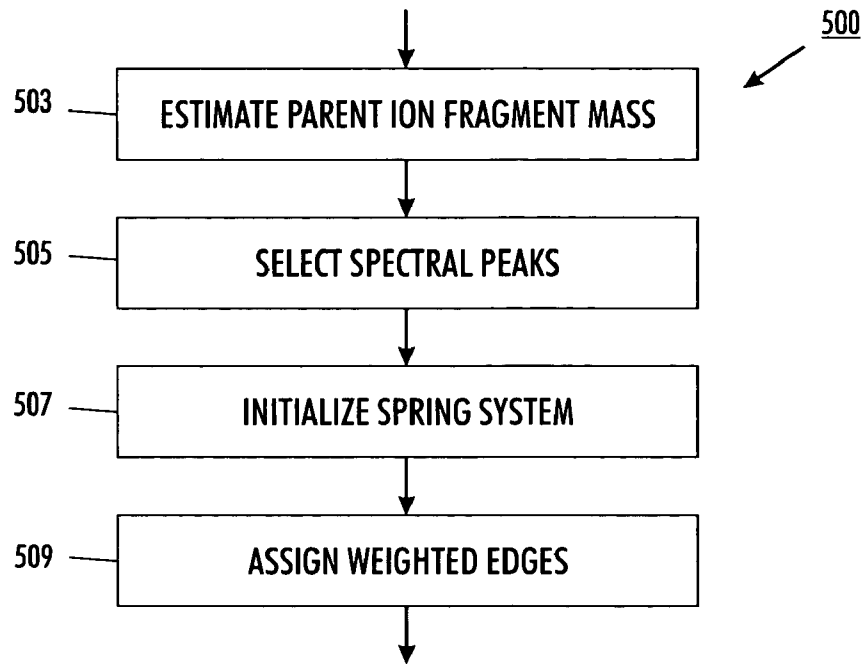 500
503
ESTIMATE PARENT ION FRAGMENT MASS
505
SELECT SPECTRAL PEAKS
507
INITIALIZE SPRING SYSTEM
509
ASSIGN WEIGHTED EDGES